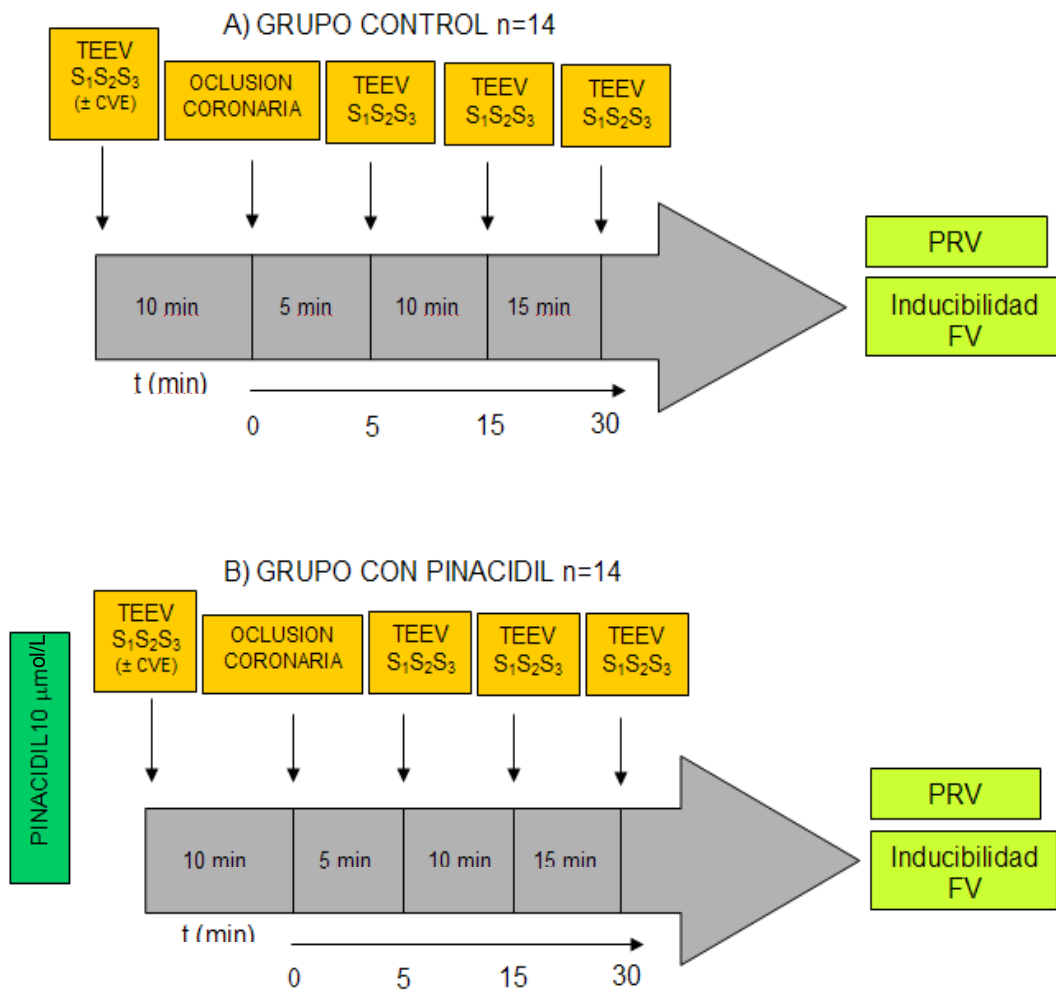 A) GRUPO CONTROL n=14
TEEV
S₁S₂S₃
(± CVE)
OCLUSION
CORONARIA
TEEV
S₁S₂S₃
TEEV
S₁S₂S₃
TEEV
S₁S₂S₃
10 min
5 min
10 min
15 min
t (min)
0
5
15
30
PRV
Inducibilidad
FV
B) GRUPO CON PINACIDIL n=14
PINACIDIL10 µmol/L
TEEV
S₁S₂S₃
(± CVE)
OCLUSION
CORONARIA
TEEV
S₁S₂S₃
TEEV
S₁S₂S₃
TEEV
S₁S₂S₃
10 min
5 min
10 min
15 min
t (min)
0
5
15
30
PRV
Inducibilidad
FV